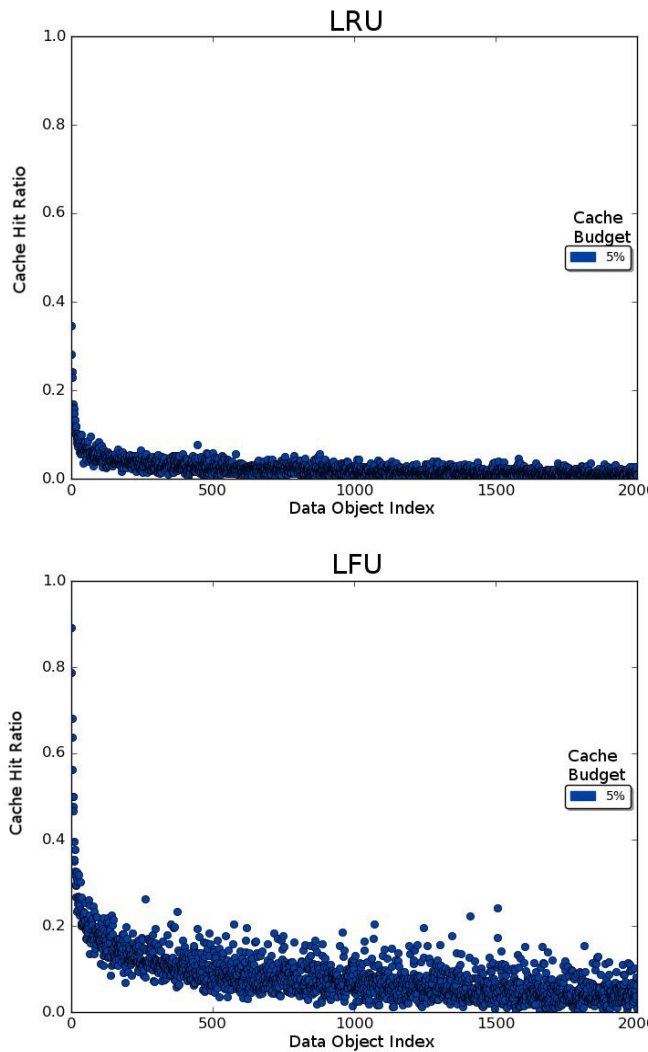 LRU
1.0
0.8
0.6
0.4
0.2
0.0
Cache Hit Ratio
Cache
Budget
5%
0 500 1000 1500 2000
Data Object Index
LFU
1.0
0.8
0.6
0.4
0.2
0.0
Cache Hit Ratio
Cache
Budget
5%
0 500 1000 1500 200
Data Object Index